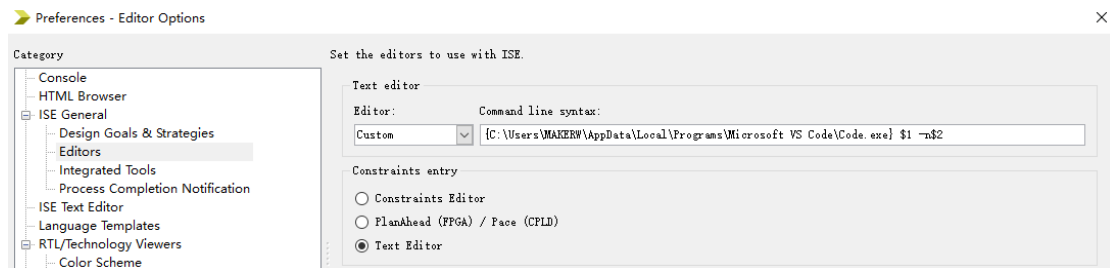 Preferences - Editor Options
Category
Console
HTML Browser
ISE General
Design Goals & Strategies
Editors
Integrated Tools
Process Completion Notification
ISE Text Editor
Language Templates
RTL/Technology Viewers
Color Scheme
Set the editors to use with ISE.
Text editor
Editor: Command line syntax:
Custom {C:\Users\MAKERW\AppData\Local\Programs\Microsoft VS Code\Code.exe} $1 -n$2
Constraints entry
Constraints Editor
PlanAhead (FPGA) / Pace (CPLD)
Text Editor